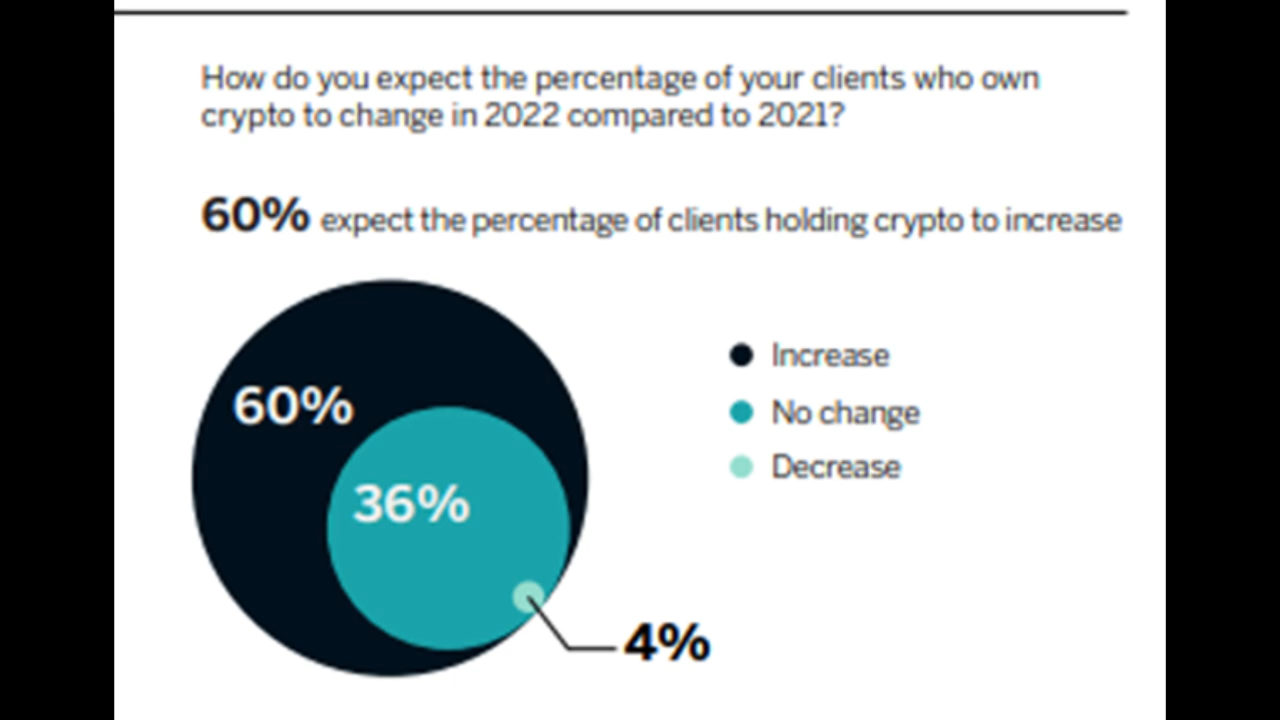 How do you expect the percentage of your clients who own
crypto to change in 2022 compared to 2021?
60% expect the percentage of clients holding crypto to increase
60%
36%
4%
Increase
No change
Decrease